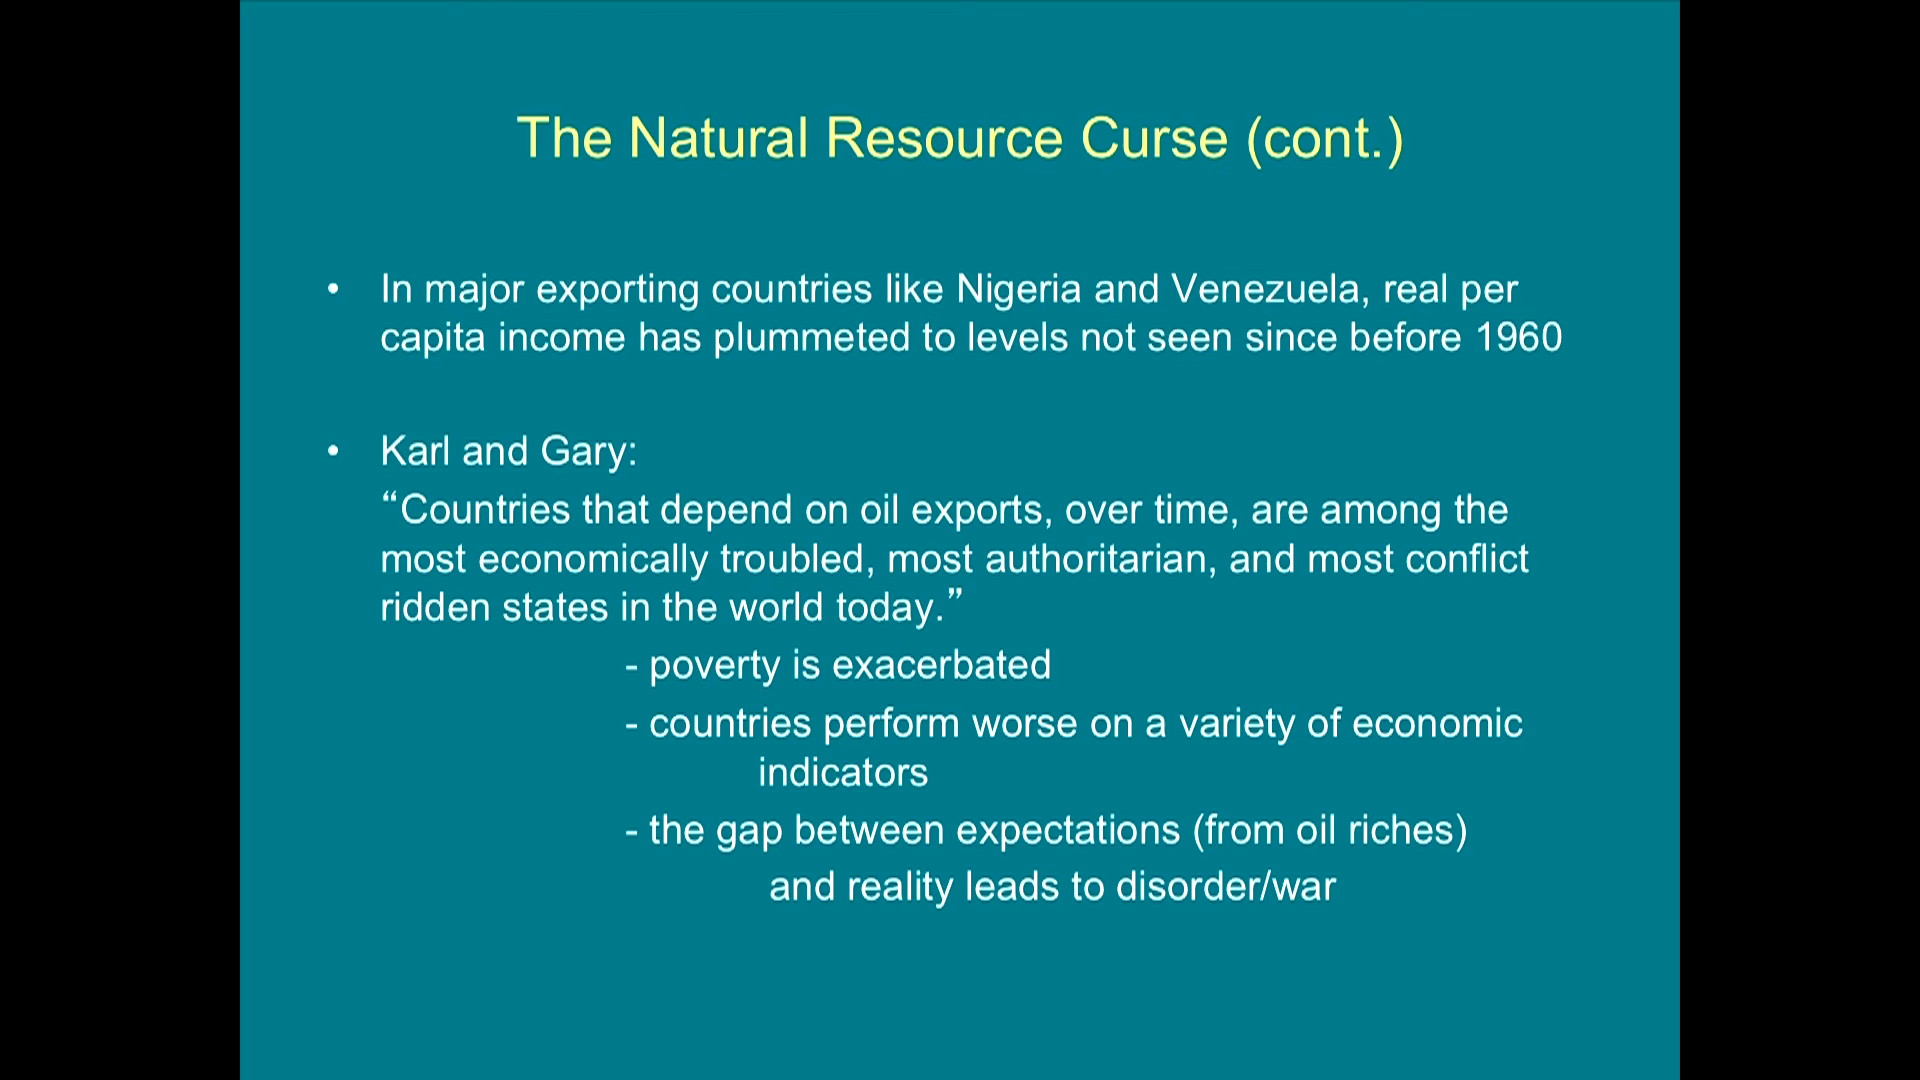 The Natural Resource Curse (cont.)
• In major exporting countries like Nigeria and Venezuela, real per
capita income has plummeted to levels not seen since before 1960
• Karl and Gary:
“Countries that depend on oil exports, over time, are among the
most economically troubled, most authoritarian, and most conflict
ridden states in the world today.”
- poverty is exacerbated
- countries perform worse on a variety of economic
indicators
- the gap between expectations (from oil riches)
and reality leads to disorder/war